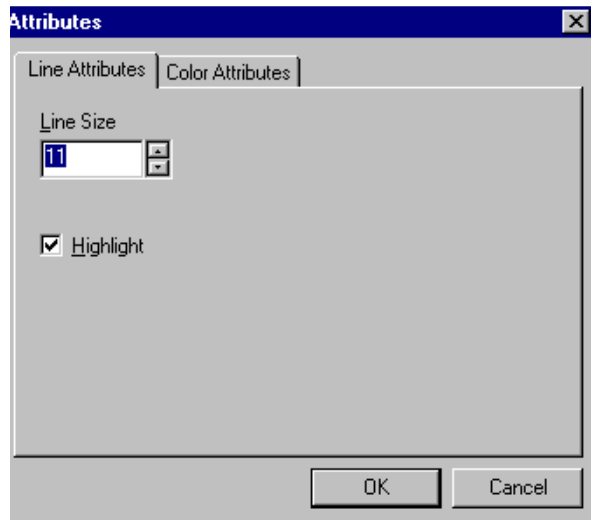 Attributes
Line Attributes Color Attributes
Line Size
11
Highlight
OK Cancel